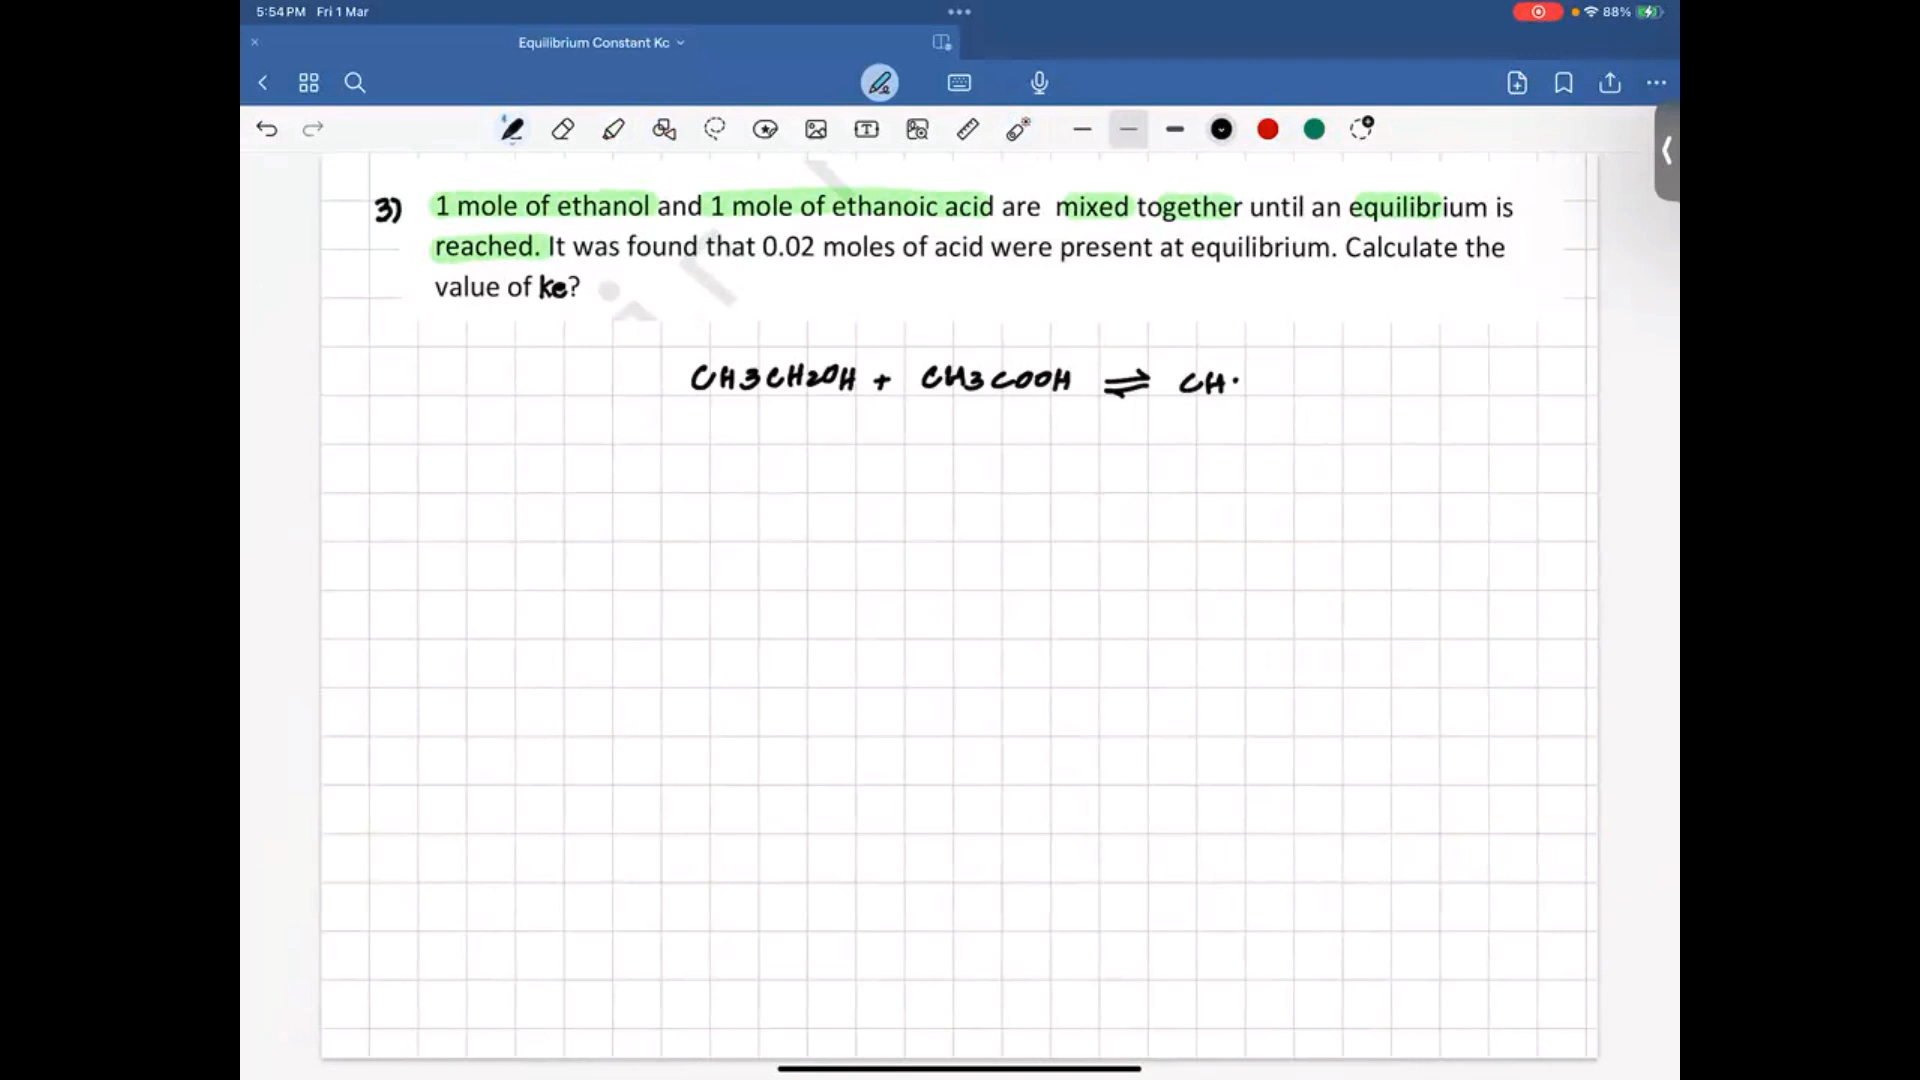 5:54 PM Fri 1 Mar
88%
Equilibrium Constant Kc
3) 1 mole of ethanol and 1 mole of ethanoic acid are mixed together until an equilibrium is
reached. It was found that 0.02 moles of acid were present at equilibrium. Calculate the
value of kc?
CH3CH2OH + CH3COOH ⇌ CH